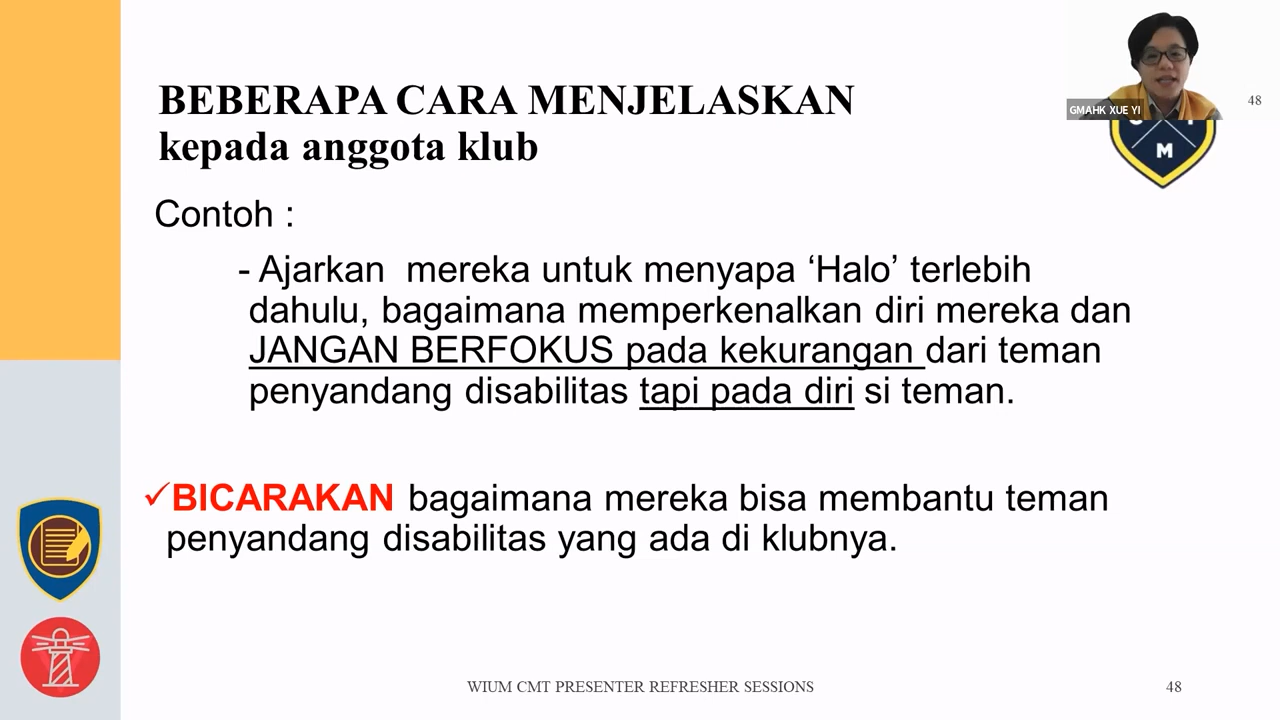 BEBERAPA CARA MENJELASKAN
kepada anggota klub
GMAHK XUE YI
48
M
Contoh :
- Ajarkan  mereka untuk menyapa ‘Halo’ terlebih
dahulu, bagaimana memperkenalkan diri mereka dan
JANGAN BERFOKUS pada kekurangan dari teman
penyandang disabilitas tapi pada diri si teman.
✓BICARAKAN bagaimana mereka bisa membantu teman
penyandang disabilitas yang ada di klubnya.
WIUM CMT PRESENTER REFRESHER SESSIONS
48